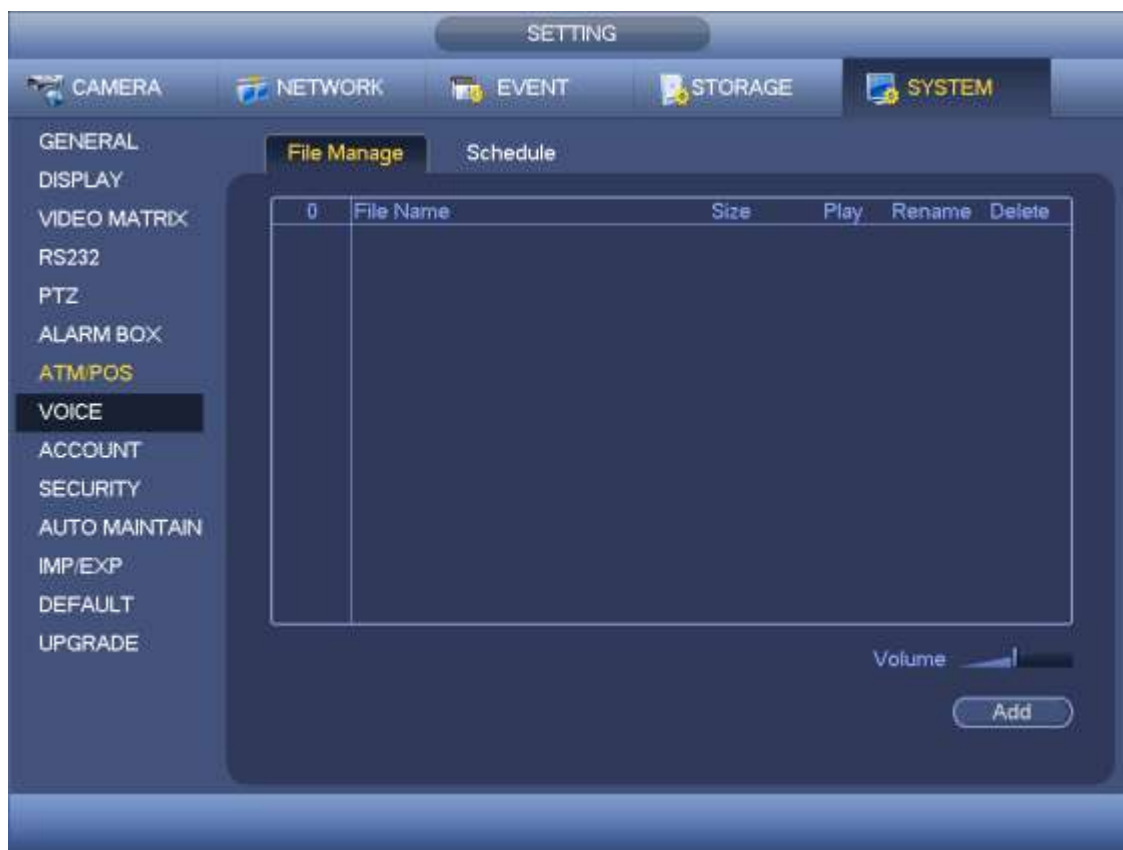 SETTING
CAMERA NETWORK EVENT STORAGE SYSTEM
GENERAL
DISPLAY
VIDEO MATRIX
RS232
PTZ
ALARM BOX
ATM/POS
VOICE
ACCOUNT
SECURITY
AUTO MAINTAIN
IMP/EXP
DEFAULT
UPGRADE
File Manage Schedule
0 File Name Size Play Rename Delete
Volume
Add